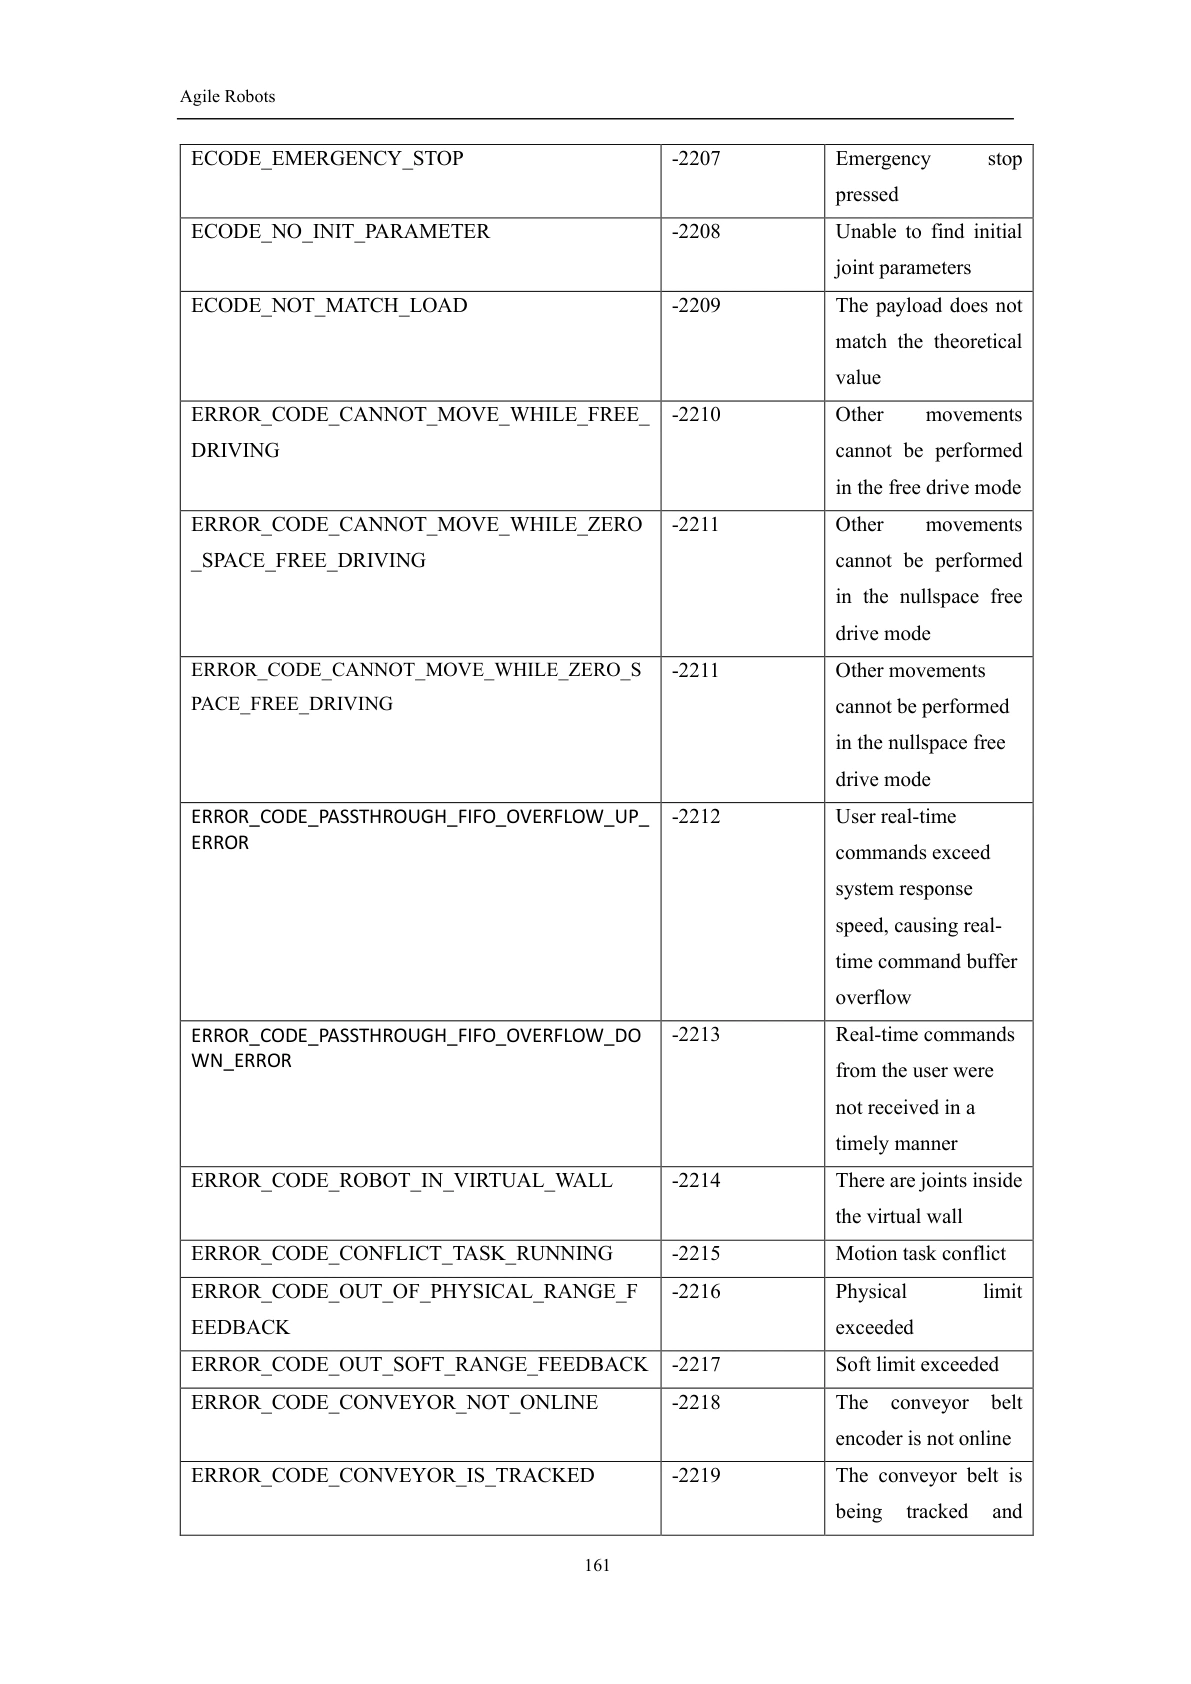 Agile Robots
ECODE_EMERGENCY_STOP -2207 Emergency stop
pressed
ECODE_NO_INIT_PARAMETER -2208 Unable to find initial
joint parameters
ECODE_NOT_MATCH_LOAD -2209 The payload does not
match the theoretical
value
ERROR_CODE_CANNOT_MOVE_WHILE_FREE_ -2210 Other movements
DRIVING cannot be performed
in the free drive mode
ERROR_CODE_CANNOT_MOVE_WHILE_ZERO -2211 Other movements
_SPACE_FREE_DRIVING cannot be performed
in the nullspace free
drive mode
ERROR_CODE_CANNOT_MOVE_WHILE_ZERO_S -2211 Other movements
PACE_FREE_DRIVING cannot be performed
in the nullspace free
drive mode
ERROR_CODE_PASSTHROUGH_FIFO_OVERFLOW_UP_ -2212 User real-time
ERROR commands exceed
system response
speed, causing real-
time command buffer
overflow
ERROR_CODE_PASSTHROUGH_FIFO_OVERFLOW_DO -2213 Real-time commands
WN_ERROR from the user were
not received in a
timely manner
ERROR_CODE_ROBOT_IN_VIRTUAL_WALL -2214 There are joints inside
the virtual wall
ERROR_CODE_CONFLICT_TASK_RUNNING -2215 Motion task conflict
ERROR_CODE_OUT_OF_PHYSICAL_RANGE_F -2216 Physical limit
EEDBACK exceeded
ERROR_CODE_OUT_SOFT_RANGE_FEEDBACK -2217 Soft limit exceeded
ERROR_CODE_CONVEYOR_NOT_ONLINE -2218 The conveyor belt
encoder is not online
ERROR_CODE_CONVEYOR_IS_TRACKED -2219 The conveyor belt is
being tracked and
161